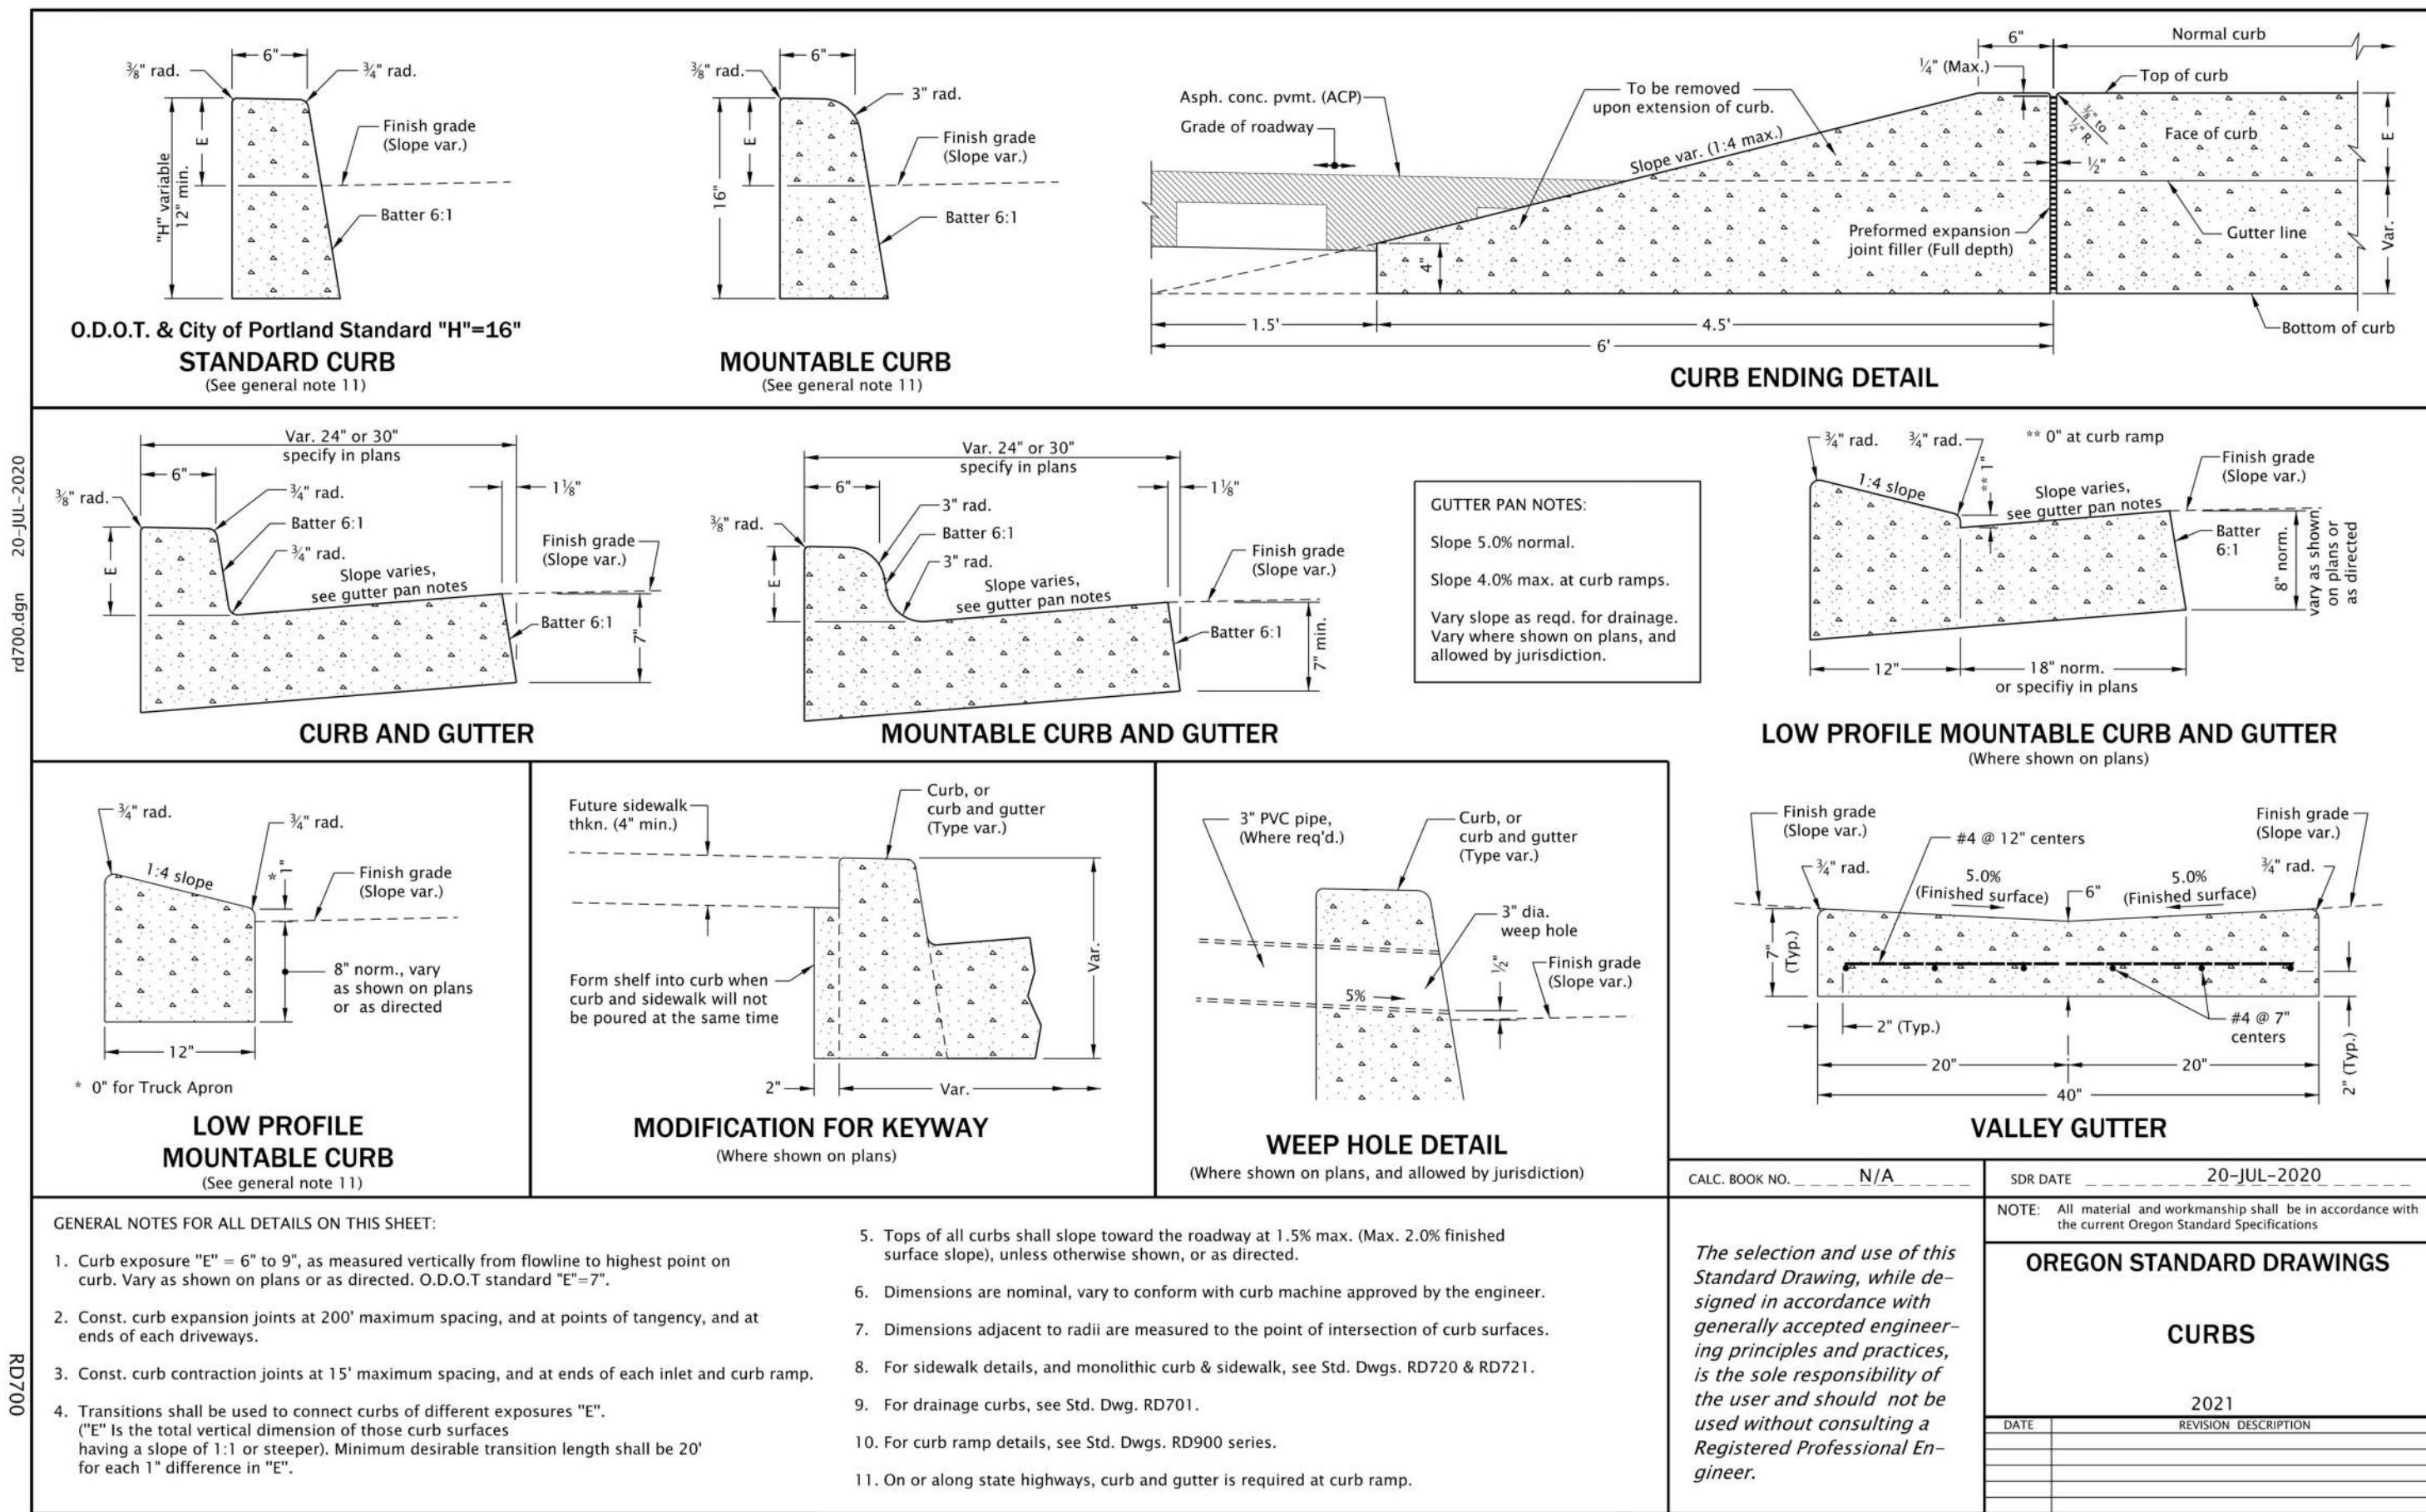 6"
⅜" rad.
¾" rad.
Finish grade
(Slope var.)
E
"H" variable
12" min.
Batter 6:1
O.D.O.T. & City of Portland Standard "H"=16"
STANDARD CURB
(See general note 11)
6"
⅜" rad.
3" rad.
Finish grade
(Slope var.)
E
16"
Batter 6:1
MOUNTABLE CURB
(See general note 11)
6"
Normal curb
¼" (Max.)
Top of curb
To be removed
upon extension of curb.
Asph. conc. pvmt. (ACP)
Grade of roadway
Slope var. (1:4 max.)
⅜" to
½" R.
Face of curb
E
½"
Preformed expansion
joint filler (Full depth)
Gutter line
Var.
4"
1.5'
4.5'
6'
Bottom of curb
CURB ENDING DETAIL
Var. 24" or 30"
specify in plans
6"
1⅛"
⅜" rad.
¾" rad.
Batter 6:1
¾" rad.
Slope varies,
see gutter pan notes
Finish grade
(Slope var.)
E
Batter 6:1
7"
CURB AND GUTTER
Var. 24" or 30"
specify in plans
6"
1⅛"
⅜" rad.
3" rad.
Batter 6:1
3" rad.
Slope varies,
see gutter pan notes
Finish grade
(Slope var.)
E
Batter 6:1
7" min.
MOUNTABLE CURB AND GUTTER
GUTTER PAN NOTES:
Slope 5.0% normal.
Slope 4.0% max. at curb ramps.
Vary slope as reqd. for drainage.
Vary where shown on plans, and
allowed by jurisdiction.
¾" rad.
¾" rad.
** 0" at curb ramp
** 1"
1:4 slope
Slope varies,
see gutter pan notes
Finish grade
(Slope var.)
Batter
6:1
8" norm.
vary as shown
on plans or
as directed
12"
18" norm.
or specifiy in plans
LOW PROFILE MOUNTABLE CURB AND GUTTER
(Where shown on plans)
¾" rad.
¾" rad.
1:4 slope
* 1"
Finish grade
(Slope var.)
8" norm., vary
as shown on plans
or as directed
12"
* 0" for Truck Apron
LOW PROFILE
MOUNTABLE CURB
(See general note 11)
Future sidewalk
thkn. (4" min.)
Curb, or
curb and gutter
(Type var.)
Form shelf into curb when
curb and sidewalk will not
be poured at the same time
Var.
2"
Var.
MODIFICATION FOR KEYWAY
(Where shown on plans)
3" PVC pipe,
(Where req'd.)
Curb, or
curb and gutter
(Type var.)
3" dia.
weep hole
½"
Finish grade
(Slope var.)
5%
WEEP HOLE DETAIL
(Where shown on plans, and allowed by jurisdiction)
Finish grade
(Slope var.)
#4 @ 12" centers
Finish grade
(Slope var.)
¾" rad.
5.0%
(Finished surface)
6"
5.0%
(Finished surface)
¾" rad.
7"
(Typ.)
2" (Typ.)
#4 @ 7"
centers
2" (Typ.)
20"
20"
40"
VALLEY GUTTER
CALC. BOOK NO. N/A
SDR DATE 20-JUL-2020
NOTE: All material and workmanship shall be in accordance with
the current Oregon Standard Specifications
OREGON STANDARD DRAWINGS
CURBS
2021
DATE
REVISION DESCRIPTION
The selection and use of this
Standard Drawing, while de-
signed in accordance with
generally accepted engineer-
ing principles and practices,
is the sole responsibility of
the user and should not be
used without consulting a
Registered Professional En-
gineer.
GENERAL NOTES FOR ALL DETAILS ON THIS SHEET:
1. Curb exposure "E" = 6" to 9", as measured vertically from flowline to highest point on
curb. Vary as shown on plans or as directed. O.D.O.T standard "E"=7".
2. Const. curb expansion joints at 200' maximum spacing, and at points of tangency, and at
ends of each driveways.
3. Const. curb contraction joints at 15' maximum spacing, and at ends of each inlet and curb ramp.
4. Transitions shall be used to connect curbs of different exposures "E".
("E" Is the total vertical dimension of those curb surfaces
having a slope of 1:1 or steeper). Minimum desirable transition length shall be 20'
for each 1" difference in "E".
5. Tops of all curbs shall slope toward the roadway at 1.5% max. (Max. 2.0% finished
surface slope), unless otherwise shown, or as directed.
6. Dimensions are nominal, vary to conform with curb machine approved by the engineer.
7. Dimensions adjacent to radii are measured to the point of intersection of curb surfaces.
8. For sidewalk details, and monolithic curb & sidewalk, see Std. Dwgs. RD720 & RD721.
9. For drainage curbs, see Std. Dwg. RD701.
10. For curb ramp details, see Std. Dwgs. RD900 series.
11. On or along state highways, curb and gutter is required at curb ramp.
rd700.dgn 20-JUL-2020
RD700